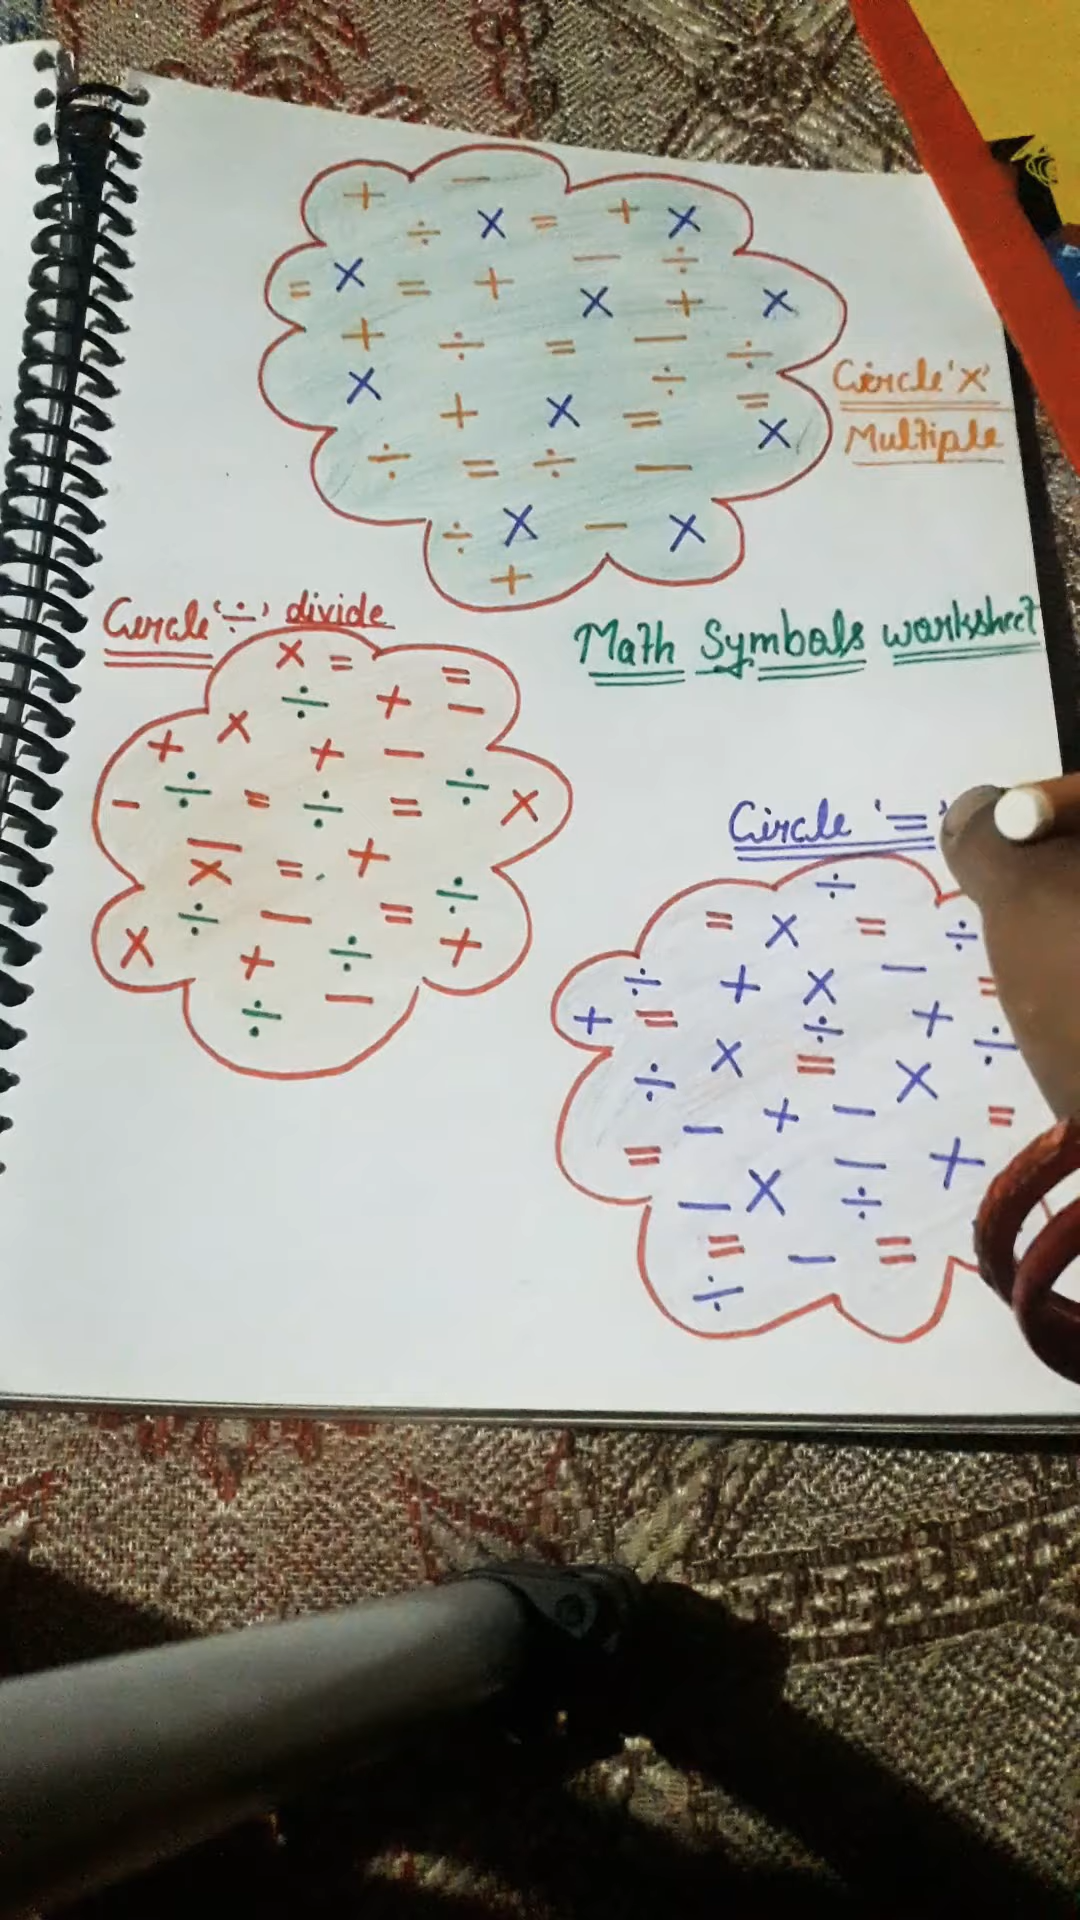 + −
÷ × = + ×
− ÷
= × = + × + ×
+ ÷ = − ÷
× ÷
+ × = =
×
÷ = ÷ −
÷ × − ×
+
Circle 'x'
Multiple
Circle '÷' divide
Math Symbols worksheet
× = =
÷ + −
+ × + −
− ÷ = ÷ = ÷ ×
−
× = +
÷ − = ÷
× + ÷ +
÷ −
Circle '='
÷
= × = ÷
÷ + × − =
+ = ÷ + ÷
÷ × = ×
− + − =
= − +
− × ÷
= − =
÷